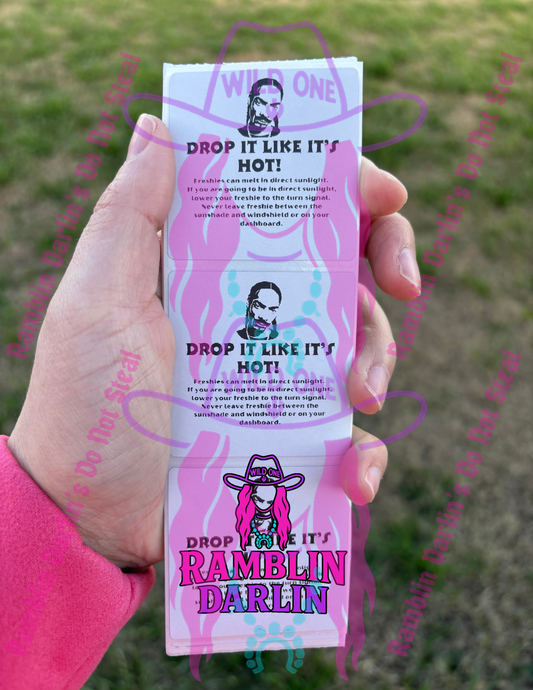 WILD ONE
DROP IT LIKE IT'S
HOT!
Freshies can melt in direct sunlight.
If you are going to be in direct sunlight,
lower your freshie to the turn signal.
Never leave freshie between the
sunshade and windshield or on your
dashboard.
DROP IT LIKE IT'S
HOT!
Freshies can melt in direct sunlight.
If you are going to be in direct sunlight,
lower your freshie to the turn signal.
Never leave freshie between the
sunshade and windshield or on your
dashboard.
WILD ONE
WILD ONE
DROP IT LIKE IT'S
RAMBLIN
DARLIN
Ramblin Darlin's Do Not Steal
Ramblin Darlin's Do Not Steal
Ramblin Darlin's Do Not Steal
Ramblin Darlin's Do Not Steal